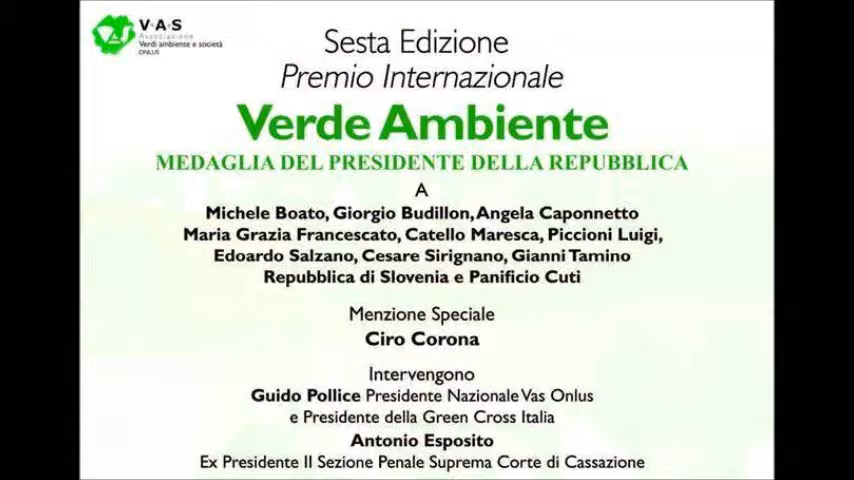 V·A·S
Associazione
Verdi ambiente e società
ONLUS
VAS
Sesta Edizione
Premio Internazionale
Verde Ambiente
MEDAGLIA DEL PRESIDENTE DELLA REPUBBLICA
A
Michele Boato, Giorgio Budillon, Angela Caponnetto
Maria Grazia Francescato, Catello Maresca, Piccioni Luigi,
Edoardo Salzano, Cesare Sirignano, Gianni Tamino
Repubblica di Slovenia e Panificio Cuti
Menzione Speciale
Ciro Corona
Intervengono
Guido Pollice Presidente Nazionale Vas Onlus
e Presidente della Green Cross Italia
Antonio Esposito
Ex Presidente II Sezione Penale Suprema Corte di Cassazione